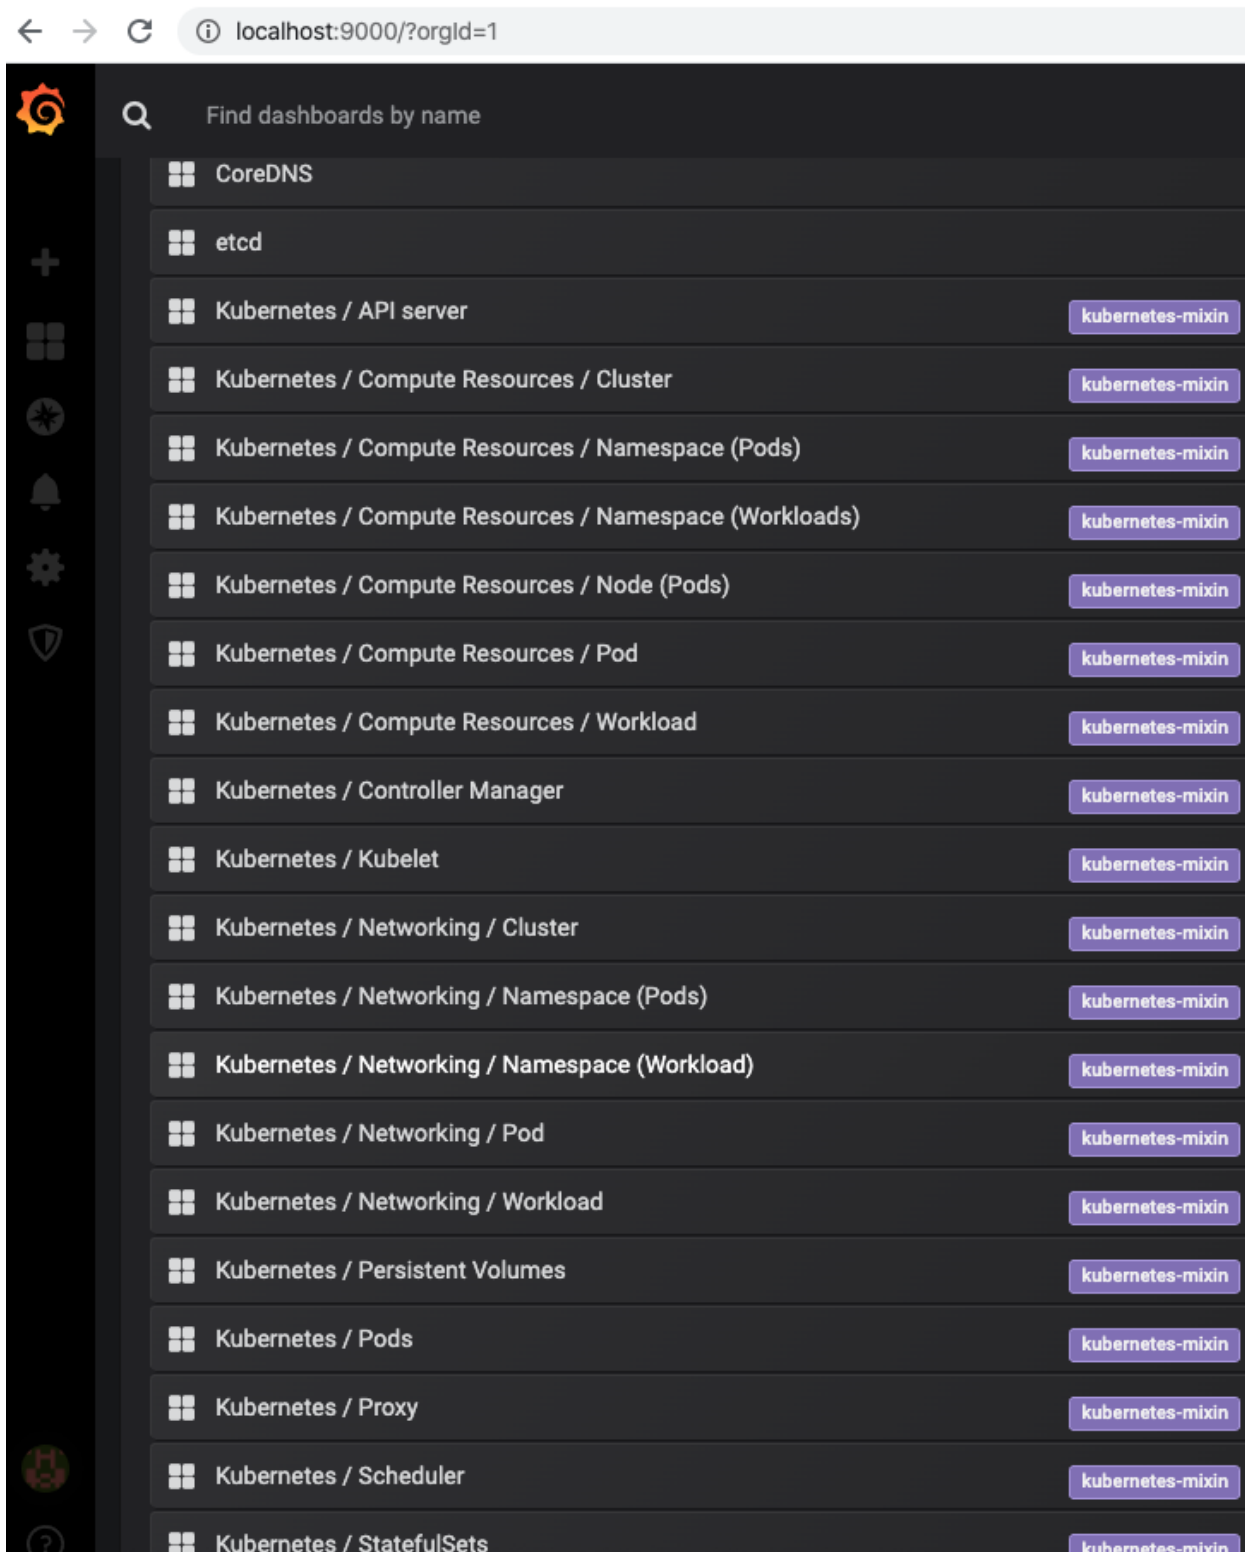 localhost:9000/?orgId=1
Find dashboards by name
CoreDNS
etcd
Kubernetes / API server kubernetes-mixin
Kubernetes / Compute Resources / Cluster kubernetes-mixin
Kubernetes / Compute Resources / Namespace (Pods) kubernetes-mixin
Kubernetes / Compute Resources / Namespace (Workloads) kubernetes-mixin
Kubernetes / Compute Resources / Node (Pods) kubernetes-mixin
Kubernetes / Compute Resources / Pod kubernetes-mixin
Kubernetes / Compute Resources / Workload kubernetes-mixin
Kubernetes / Controller Manager kubernetes-mixin
Kubernetes / Kubelet kubernetes-mixin
Kubernetes / Networking / Cluster kubernetes-mixin
Kubernetes / Networking / Namespace (Pods) kubernetes-mixin
Kubernetes / Networking / Namespace (Workload) kubernetes-mixin
Kubernetes / Networking / Pod kubernetes-mixin
Kubernetes / Networking / Workload kubernetes-mixin
Kubernetes / Persistent Volumes kubernetes-mixin
Kubernetes / Pods kubernetes-mixin
Kubernetes / Proxy kubernetes-mixin
Kubernetes / Scheduler kubernetes-mixin
Kubernetes / StatefulSets kubernetes-mixin